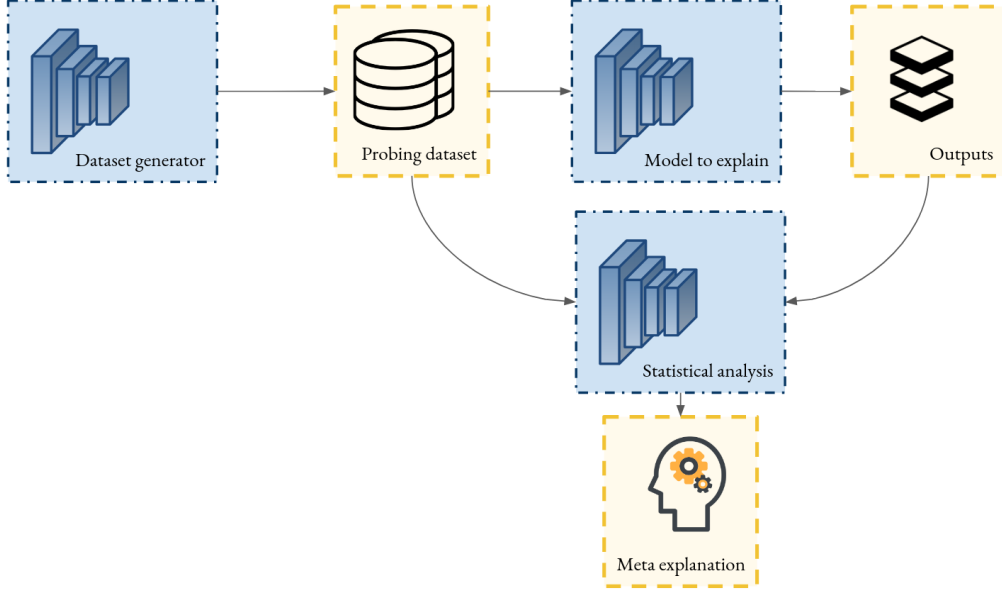 Dataset generator
Probing dataset
Model to explain
Outputs
Statistical analysis
Meta explanation